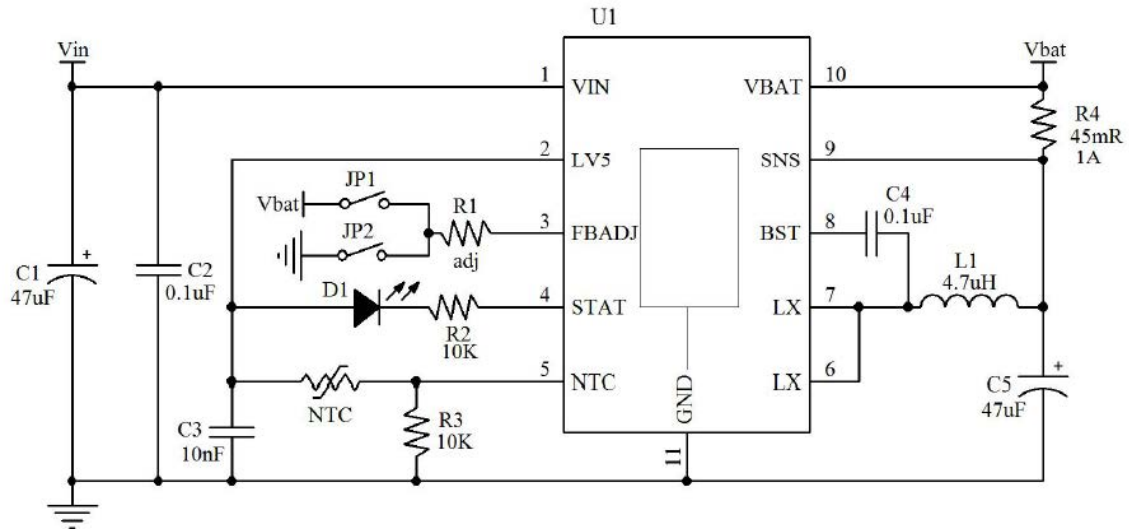 U1
Vin
Vbat
1
VIN
VBAT
10
R4
45mR
1A
2
LV5
SNS
9
JP1
Vbat
R1
adj
C4
0.1uF
3
FBADJ
BST
8
JP2
C1
47uF
+
C2
0.1uF
D1
R2
10K
4
STAT
LX
7
L1
4.7uH
NTC
5
NTC
LX
6
C5
47uF
+
C3
10nF
R3
10K
GND
11